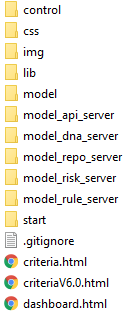 control
css
img
lib
model
model_api_server
model_dna_server
model_repo_server
model_risk_server
model_rule_server
start
.gitignore
criteria.html
criteriaV6.0.html
dashboard.html